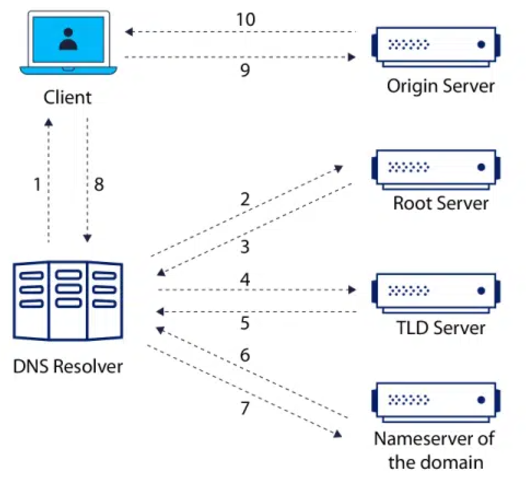 10
9
Client
Origin Server
1
8
2
Root Server
3
4
5
TLD Server
DNS Resolver
6
7
Nameserver of
the domain